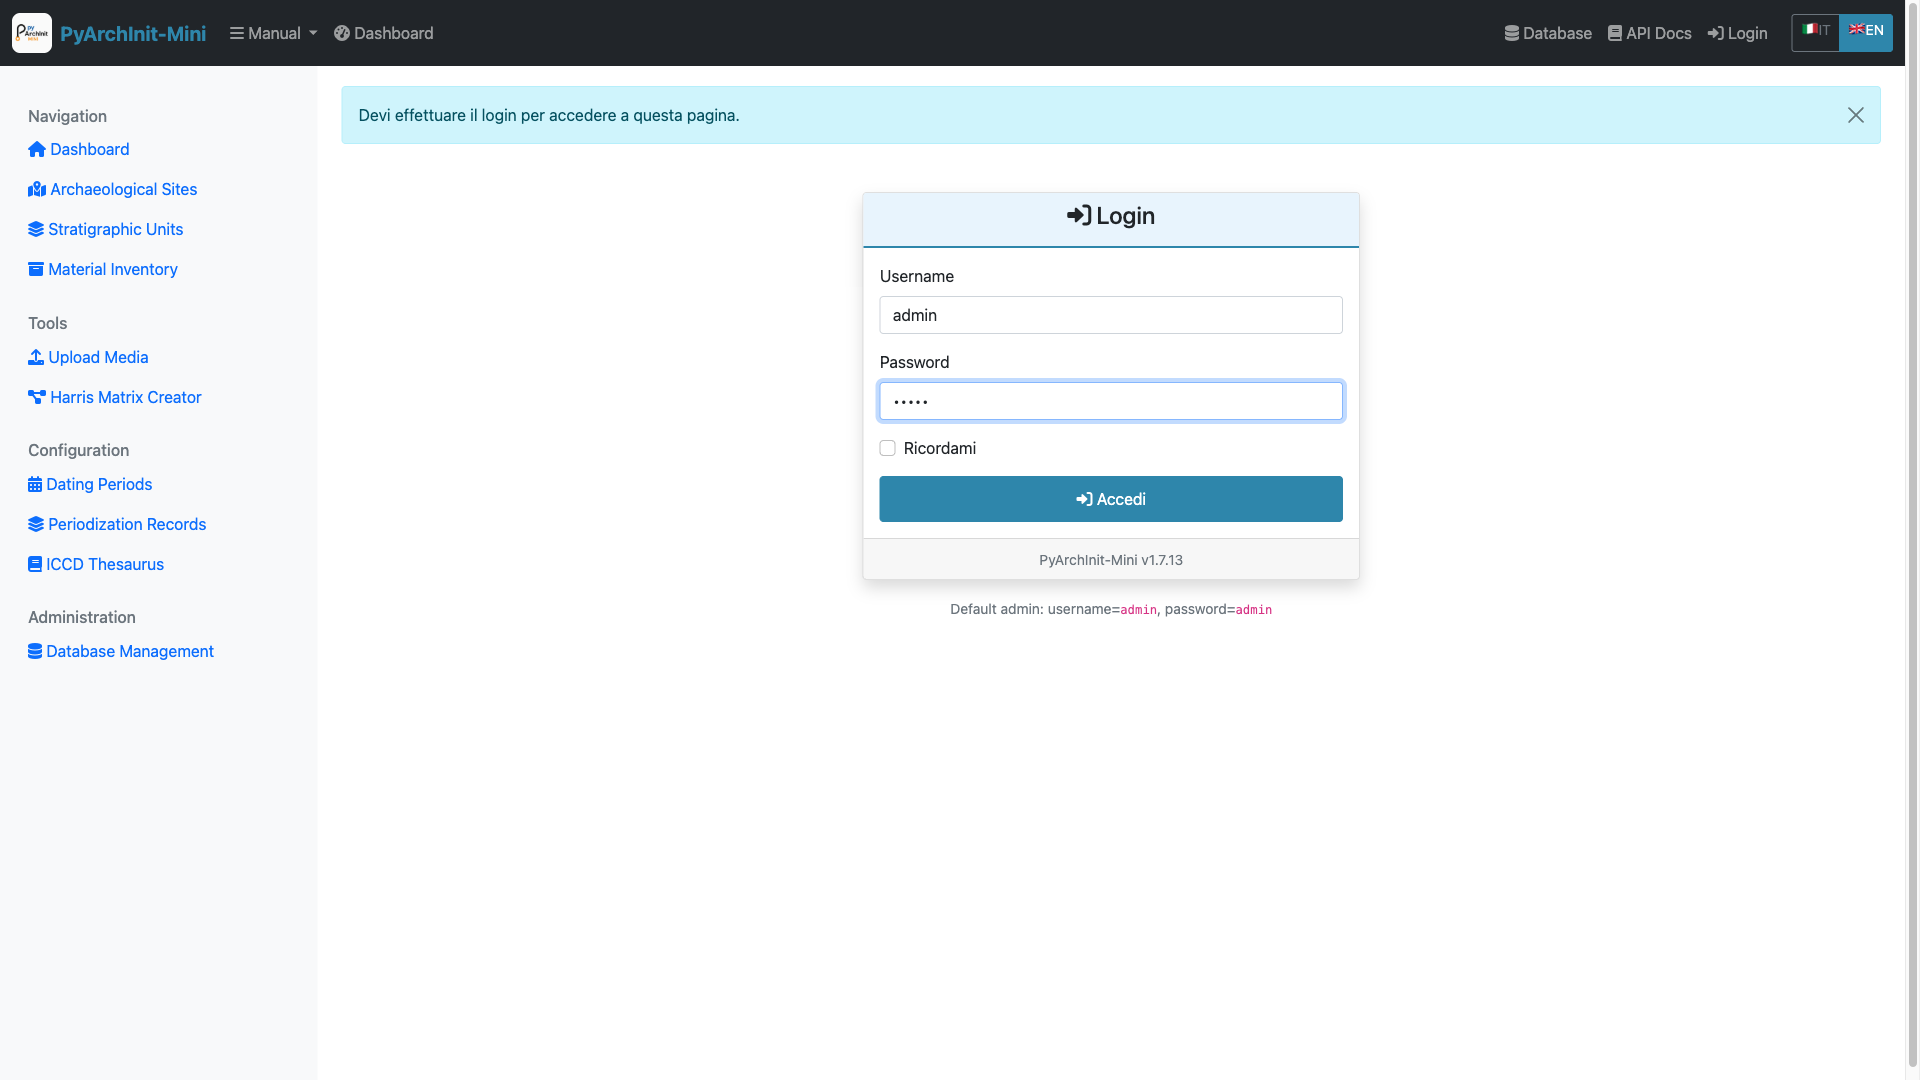 PyArchInit-Mini
Manual
Dashboard
Database
API Docs
Login
IT
EN
Navigation
Dashboard
Archaeological Sites
Stratigraphic Units
Material Inventory
Tools
Upload Media
Harris Matrix Creator
Configuration
Dating Periods
Periodization Records
ICCD Thesaurus
Administration
Database Management
Devi effettuare il login per accedere a questa pagina.
Login
Username
admin
Password
•••••
Ricordami
Accedi
PyArchInit-Mini v1.7.13
Default admin: username=admin, password=admin